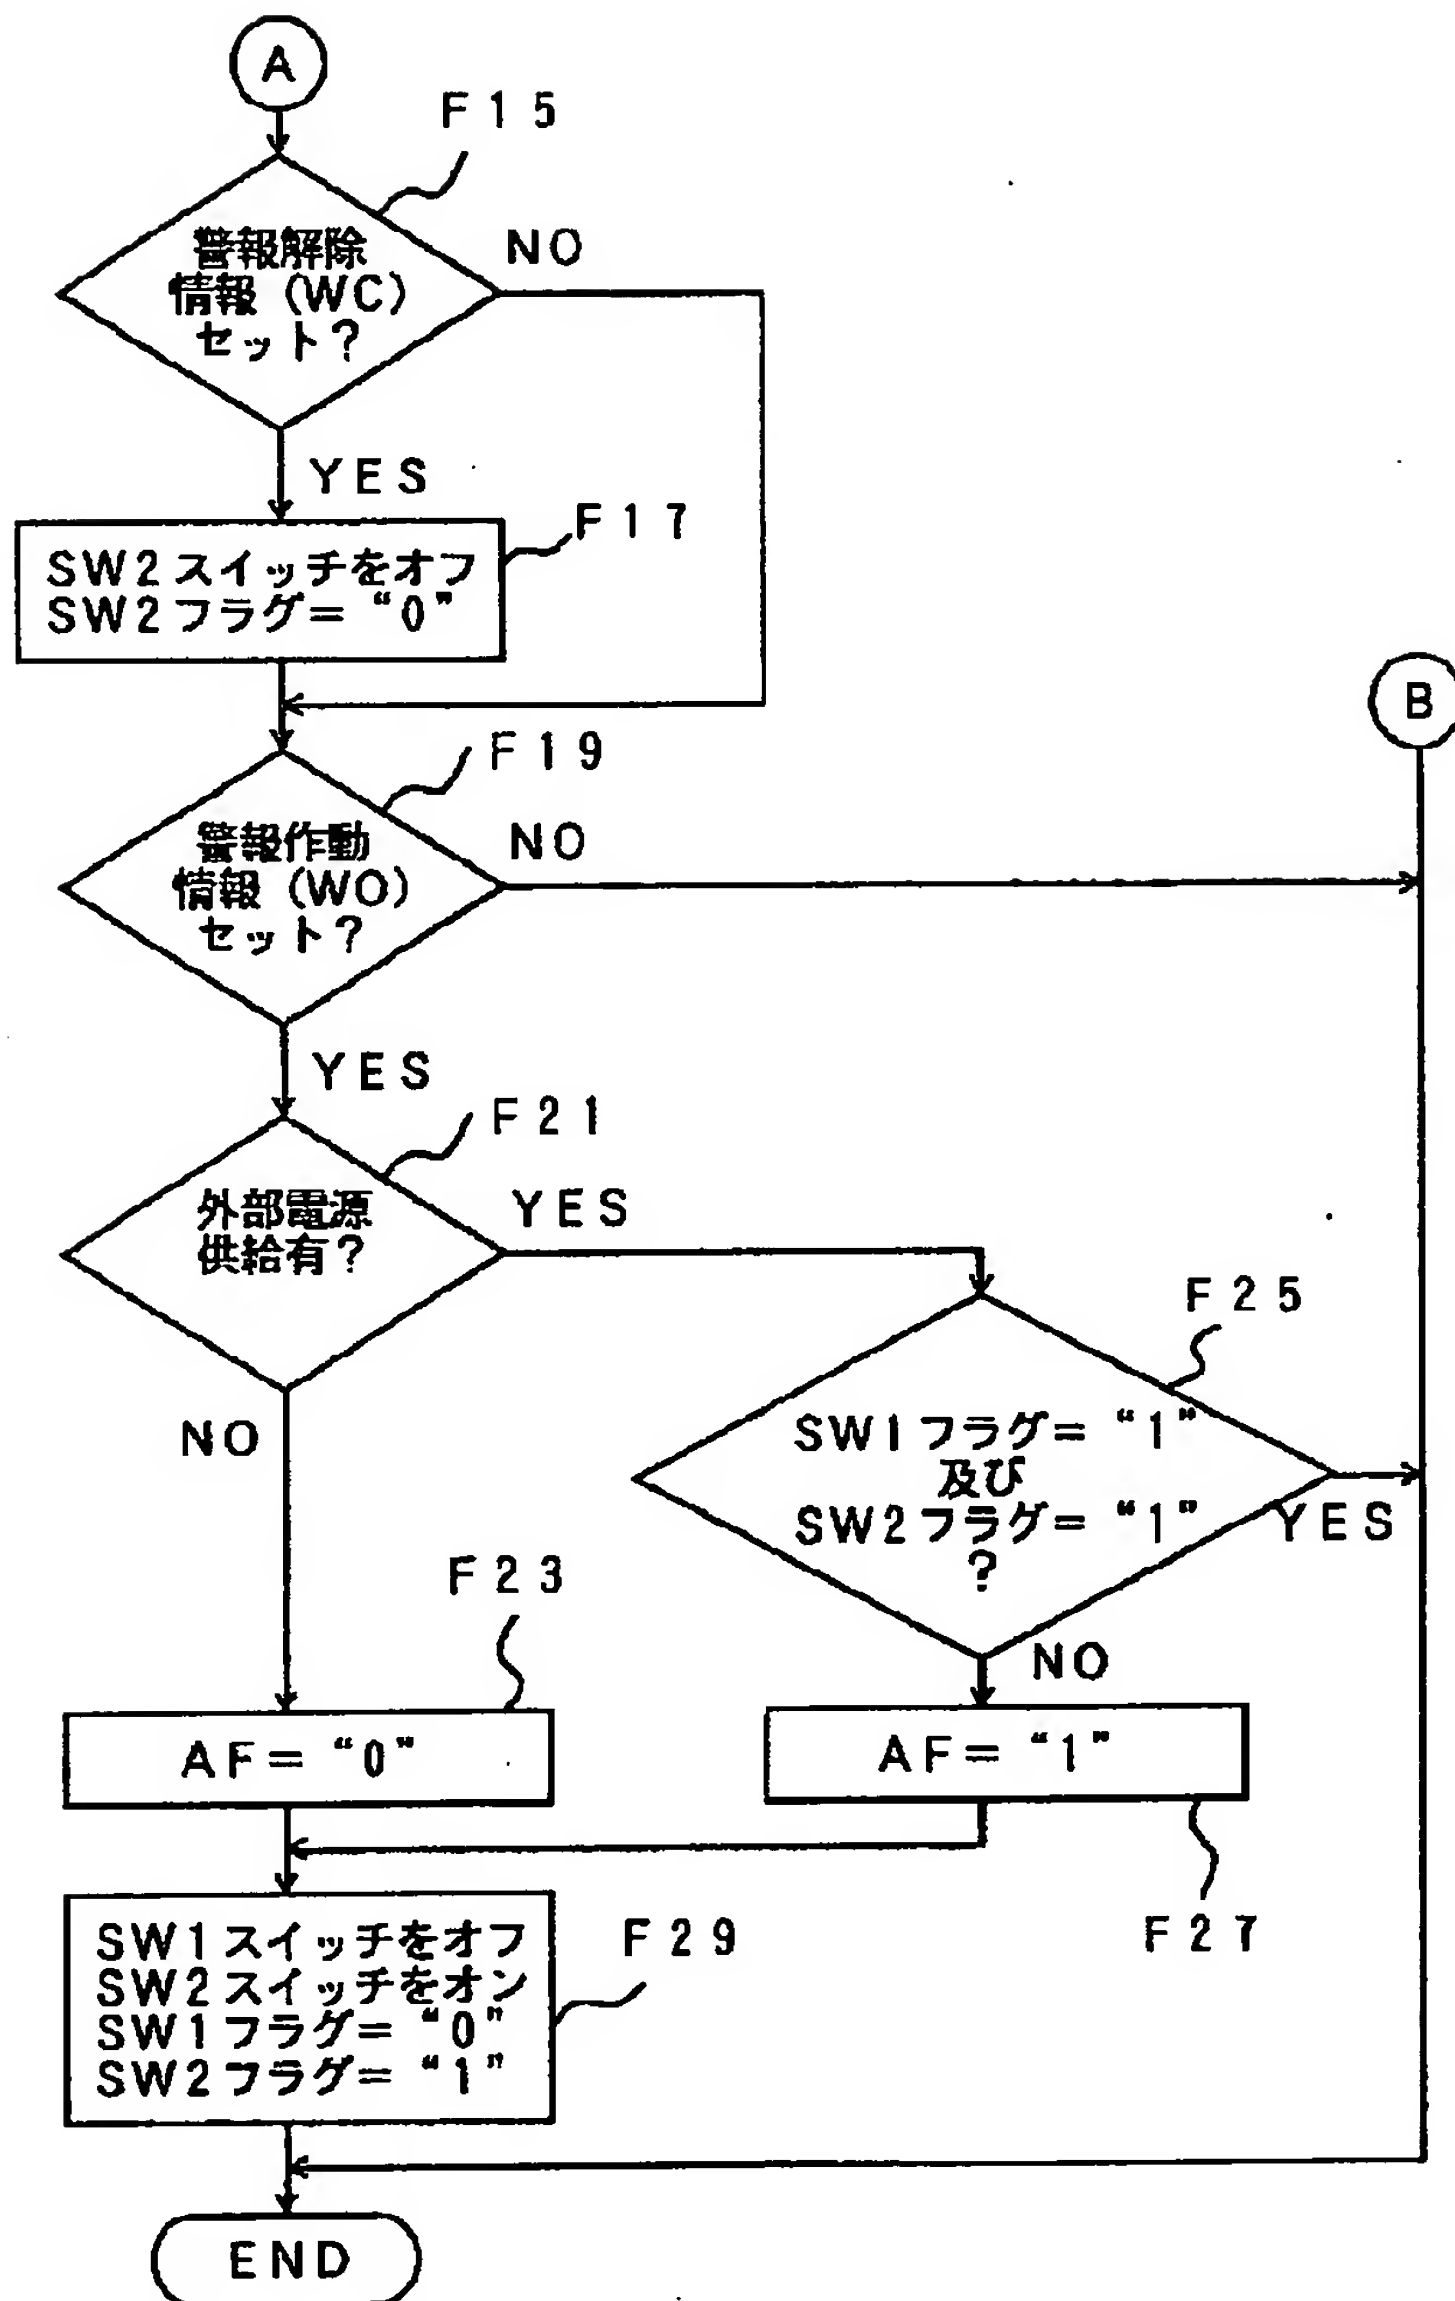 A
F15
警報解除
情報（WC）
セット？
NO
YES
F17
SW2スイッチをオフ
SW2フラグ＝“0”
B
F19
警報作動
情報（WO）
セット？
NO
YES
F21
外部電源
供給有？
YES
NO
F25
SW1フラグ＝“1”
及び
SW2フラグ＝“1”
？
YES
NO
F23
AF＝“0”
AF＝“1”
F27
SW1スイッチをオフ
SW2スイッチをオン
SW1フラグ＝“0”
SW2フラグ＝“1”
F29
END